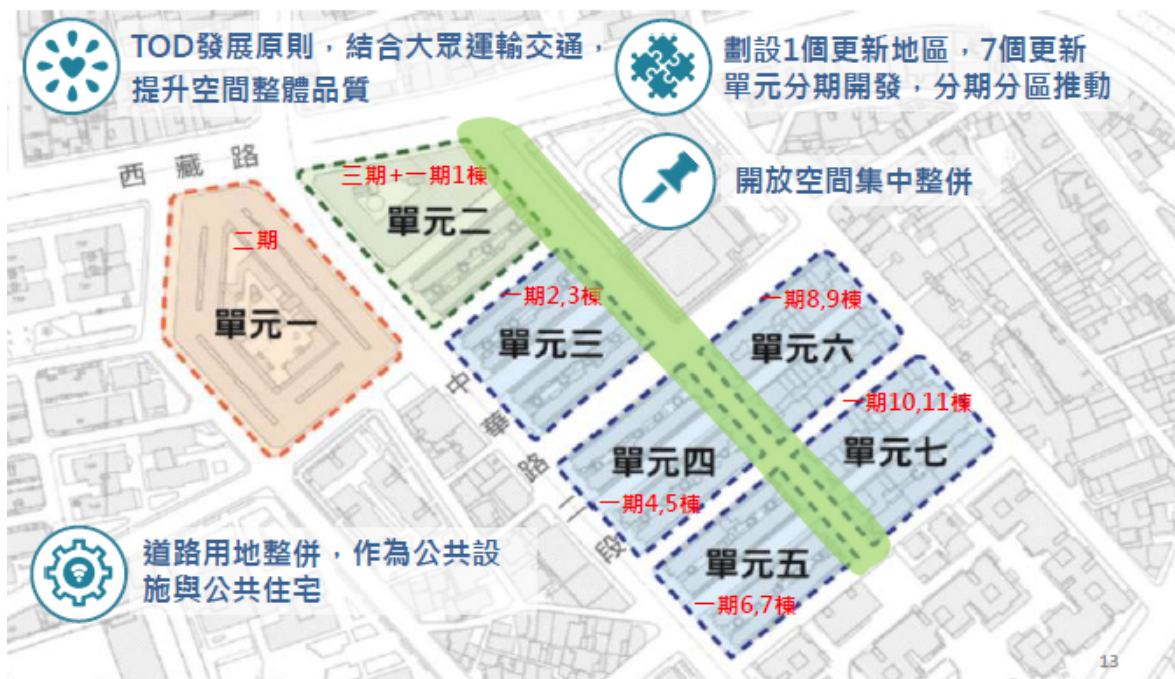 TOD發展原則，結合大眾運輸交通，
提升空間整體品質
劃設1個更新地區，7個更新
單元分期開發，分期分區推動
開放空間集中整併
西藏路
三期+一期1棟
單元二
二期
單元一
一期2,3棟
單元三
一期8,9棟
單元六
中華路二段
一期10,11棟
單元七
單元四
一期4,5棟
單元五
一期6,7棟
道路用地整併，作為公共設
施與公共住宅
13